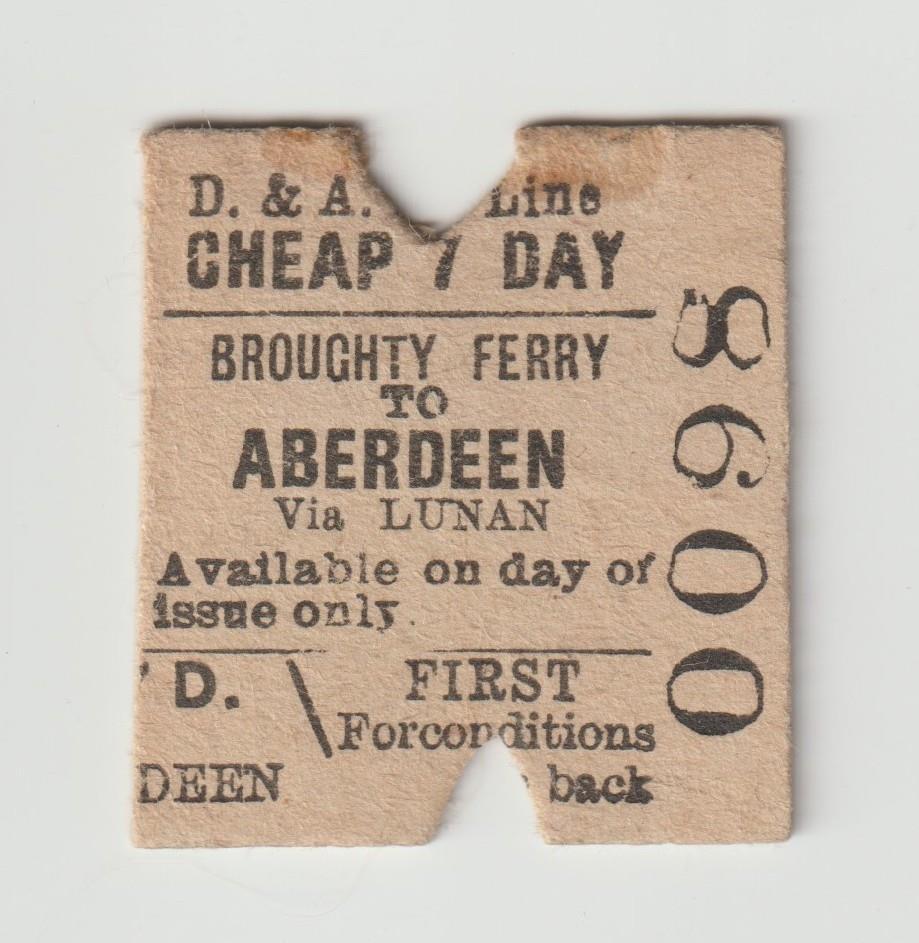 D. & A. Line
CHEAP 1 DAY
BROUGHTY FERRY
TO
ABERDEEN
Via LUNAN
Available on day of
issue only.
D. \ FIRST
Forconditions
DEEN back
0098